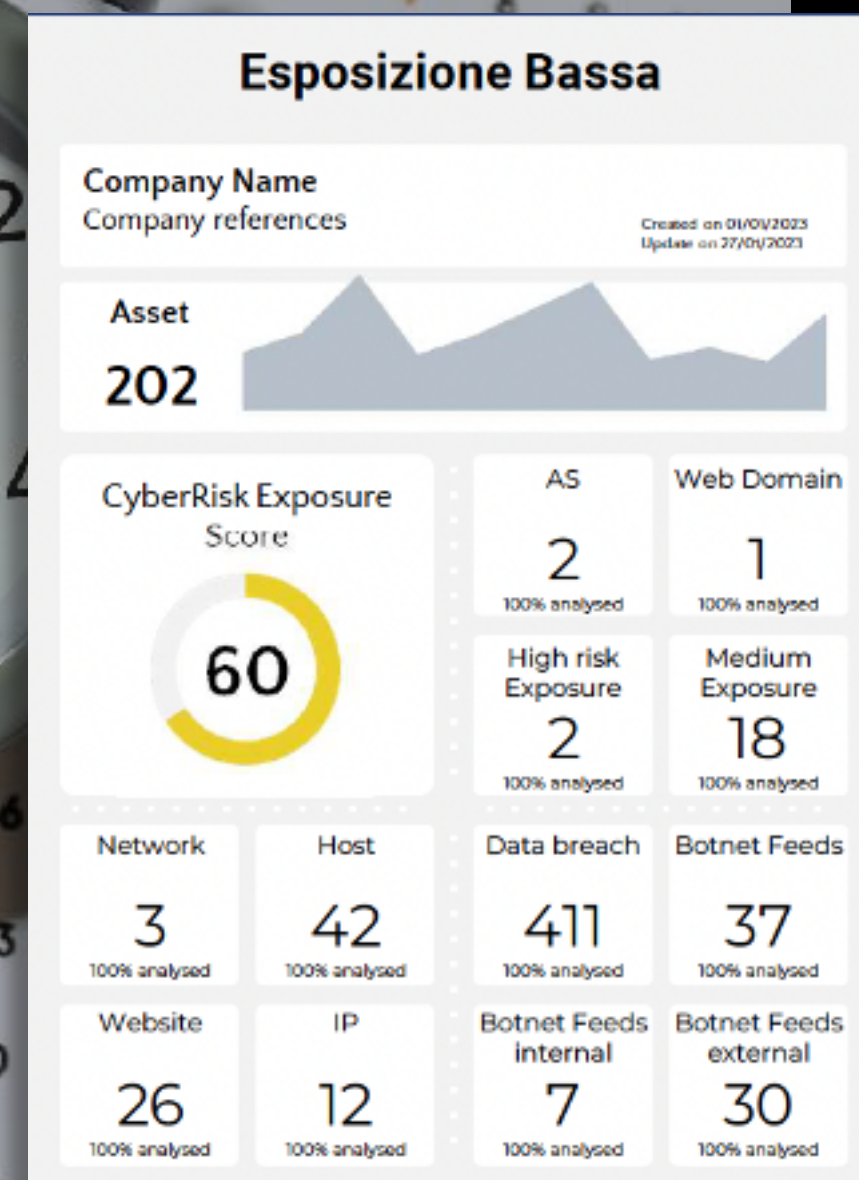 Esposizione Bassa
Company Name
Company references
Created on 01/01/2023
Update on 27/01/2023
Asset
202
CyberRisk Exposure
Score
60
AS
2
100% analysed
Web Domain
1
100% analysed
High risk
Exposure
2
100% analysed
Medium
Exposure
18
100% analysed
Network
3
100% analysed
Host
42
100% analysed
Data breach
411
100% analysed
Botnet Feeds
37
100% analysed
Website
26
100% analysed
IP
12
100% analysed
Botnet Feeds
internal
7
100% analysed
Botnet Feeds
external
30
100% analysed